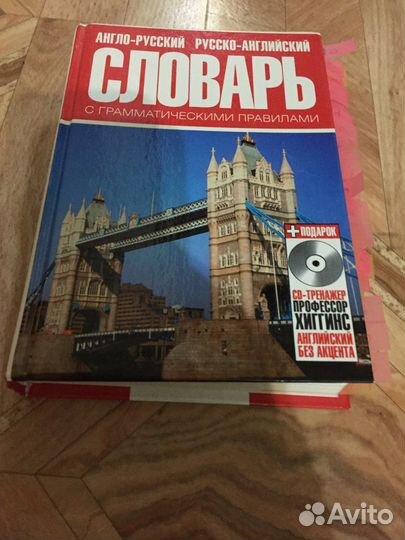 АНГЛО-РУССКИЙ РУССКО-АНГЛИЙСКИЙ
СЛОВАРЬ
С ГРАММАТИЧЕСКИМИ ПРАВИЛАМИ
+ ПОДАРОК
CD-ТРЕНАЖЕР
ПРОФЕССОР
ХИГГИНС
АНГЛИЙСКИЙ
БЕЗ АКЦЕНТА
Avito